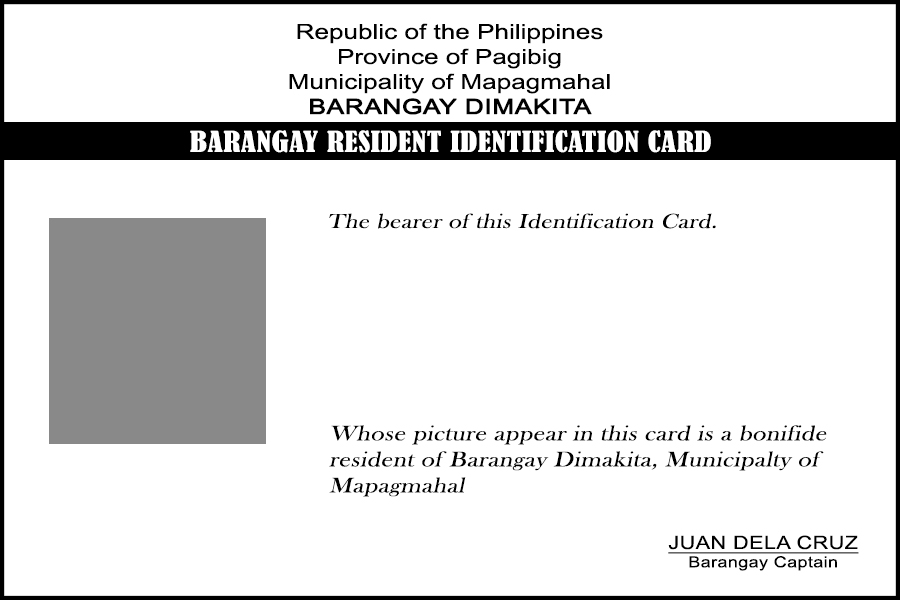 Republic of the Philippines
Province of Pagibig
Municipality of Mapagmahal
BARANGAY DIMAKITA
BARANGAY RESIDENT IDENTIFICATION CARD
The bearer of this Identification Card.
Whose picture appear in this card is a bonifide
resident of Barangay Dimakita, Municipalty of
Mapagmahal
JUAN DELA CRUZ
Barangay Captain